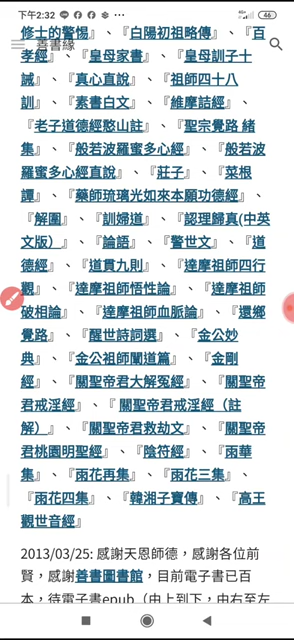 下午2:32
46
善書緣
修士的警惕』、『白陽初祖略傳』、『百
孝經』、『皇母家書』、『皇母訓子十
誡』、『真心直說』、『祖師四十八
訓』、『素書白文』、『維摩詰經』、
『老子道德經憨山註』、『聖宗覺路 緒
集』、『般若波羅蜜多心經』、『般若波
羅蜜多心經直說』、『莊子』、『菜根
譚』、『藥師琉璃光如來本願功德經』、
『解圍』、『訓婦道』、『認理歸真(中英
文版）』、『論語』、『警世文』、『道
德經』、『道貫九則』、『達摩祖師四行
觀』、『達摩祖師悟性論』、『達摩祖師
破相論』、『達摩祖師血脈論』、『還鄉
覺路』、『醒世詩詞選』、『金公妙
典』、『金公祖師闡道篇』、『金剛
經』、『關聖帝君大解冤經』、『關聖帝
君戒淫經』、『 關聖帝君戒淫經（註
解）』、『關聖帝君救劫文』、『關聖帝
君桃園明聖經』、『陰符經』、『雨華
集』、『雨花再集』、『雨花三集』、
『雨花四集』、『韓湘子寶傳』、『高王
觀世音經』
2013/03/25: 感謝天恩師德，感謝各位前
賢，感謝善書圖書館，目前電子書已百
本，待電子書epub（由上到下，由右至左